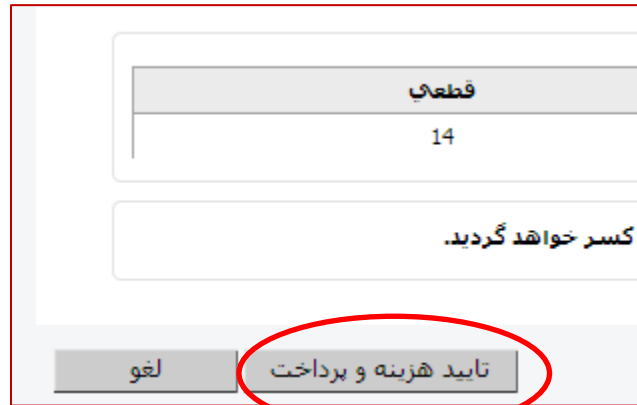 قطعي
14
کسر خواهد گردید.
تایید هزینه و پرداخت
لغو